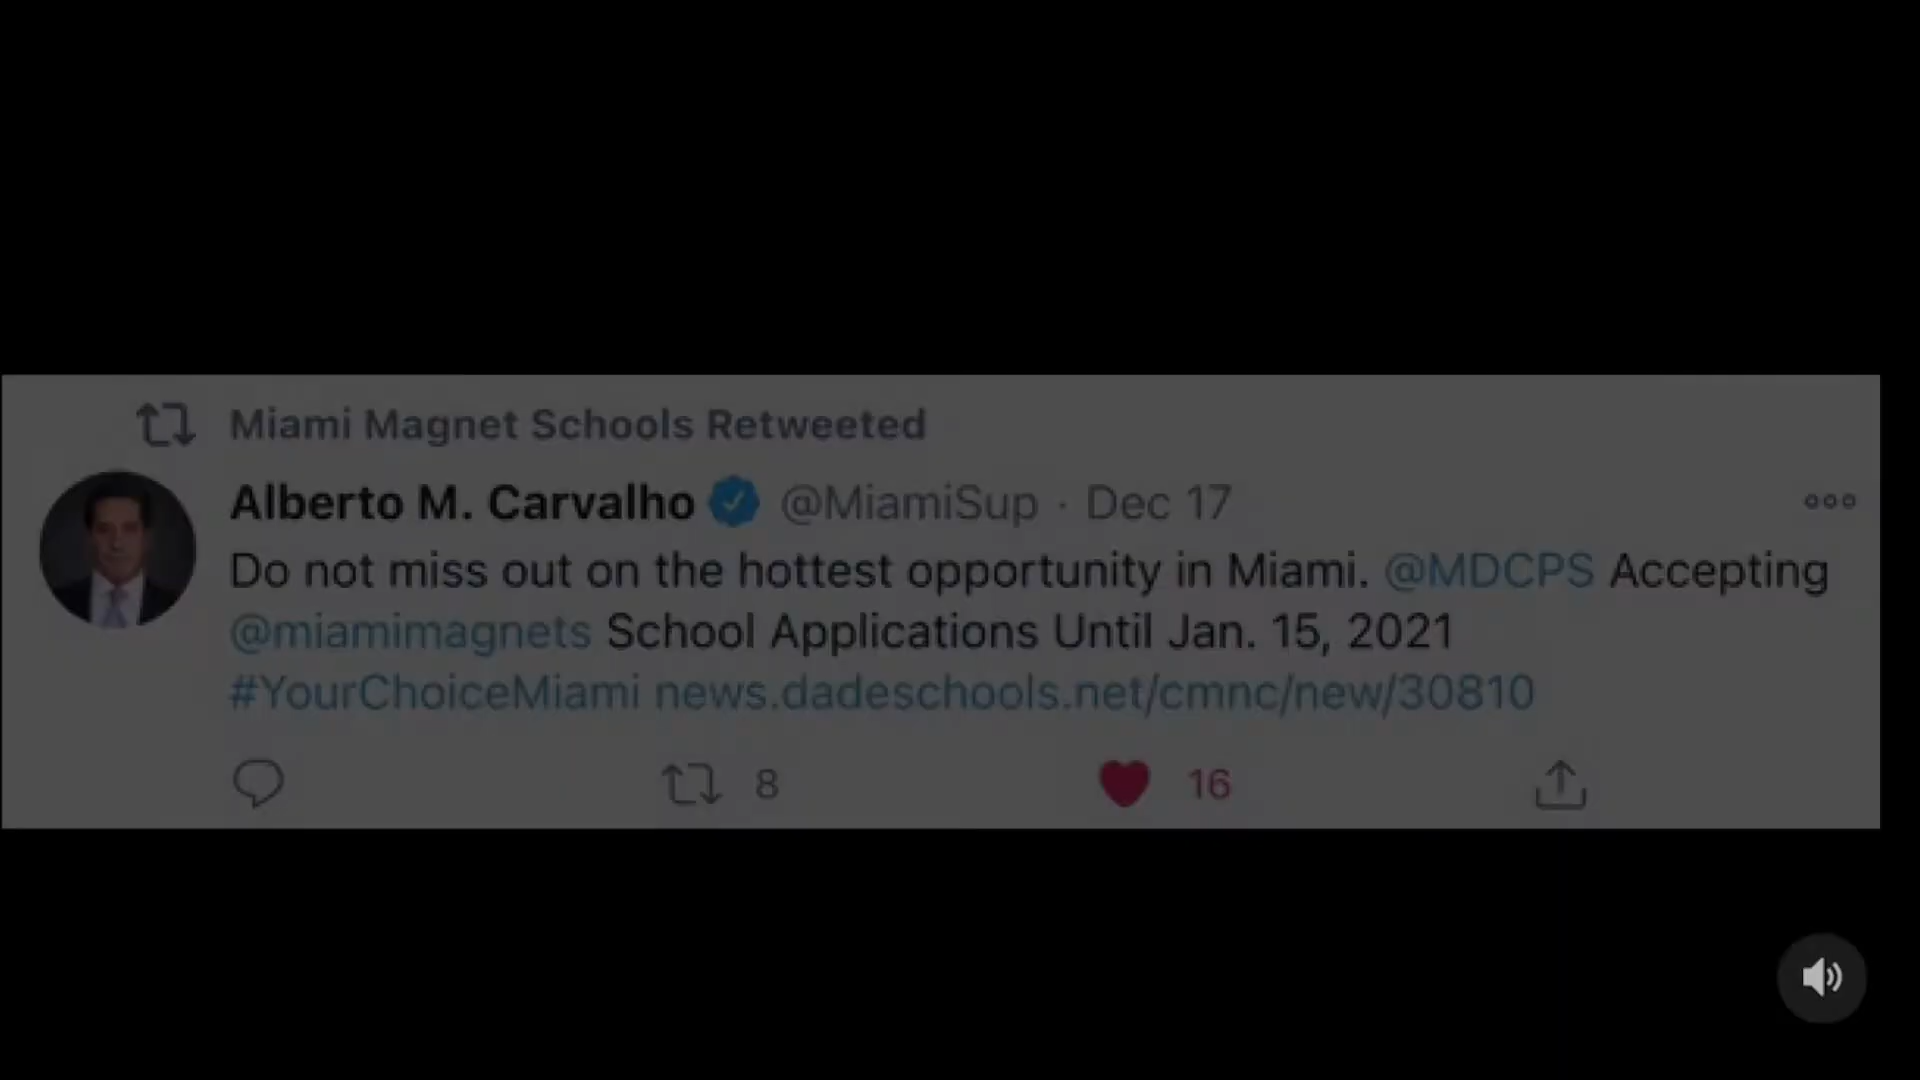 Miami Magnet Schools Retweeted
Alberto M. Carvalho @MiamiSup · Dec 17
Do not miss out on the hottest opportunity in Miami. @MDCPS Accepting
@miamimagnets School Applications Until Jan. 15, 2021
#YourChoiceMiami news.dadeschools.net/cmnc/new/30810
8 16